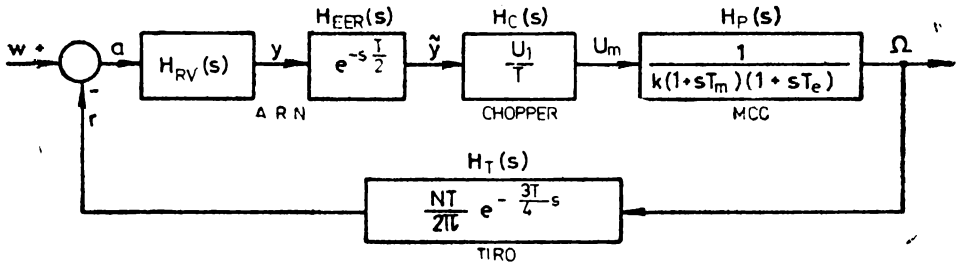 H_EER(s) H_C(s) H_P(s)
w + a H_RV(s) y e^{-s T/2} ỹ U_1/T U_m 1/(k(1+sT_m)(1+sT_e)) Ω
- r
A R N CHOPPER MCC
H_T(s)
NT/2π e^{-3T/4 s}
TIRO